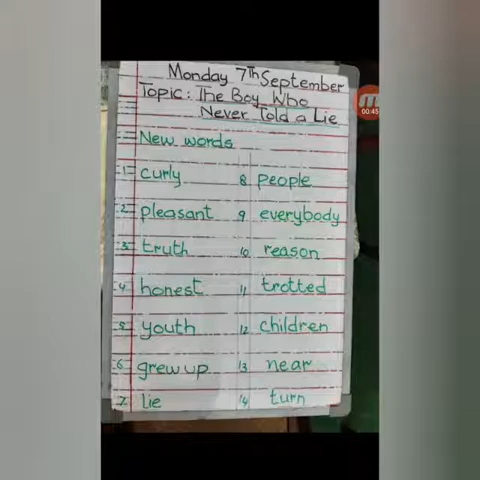 Monday 7th September
Topic: The Boy Who
Never Told a Lie
New words
1 curly 8 people
2 pleasant 9 everybody
3 truth 10 reason
4 honest 11 trotted
5 youth 12 children
6 grew up 13 near
7 lie 14 turn
00:45